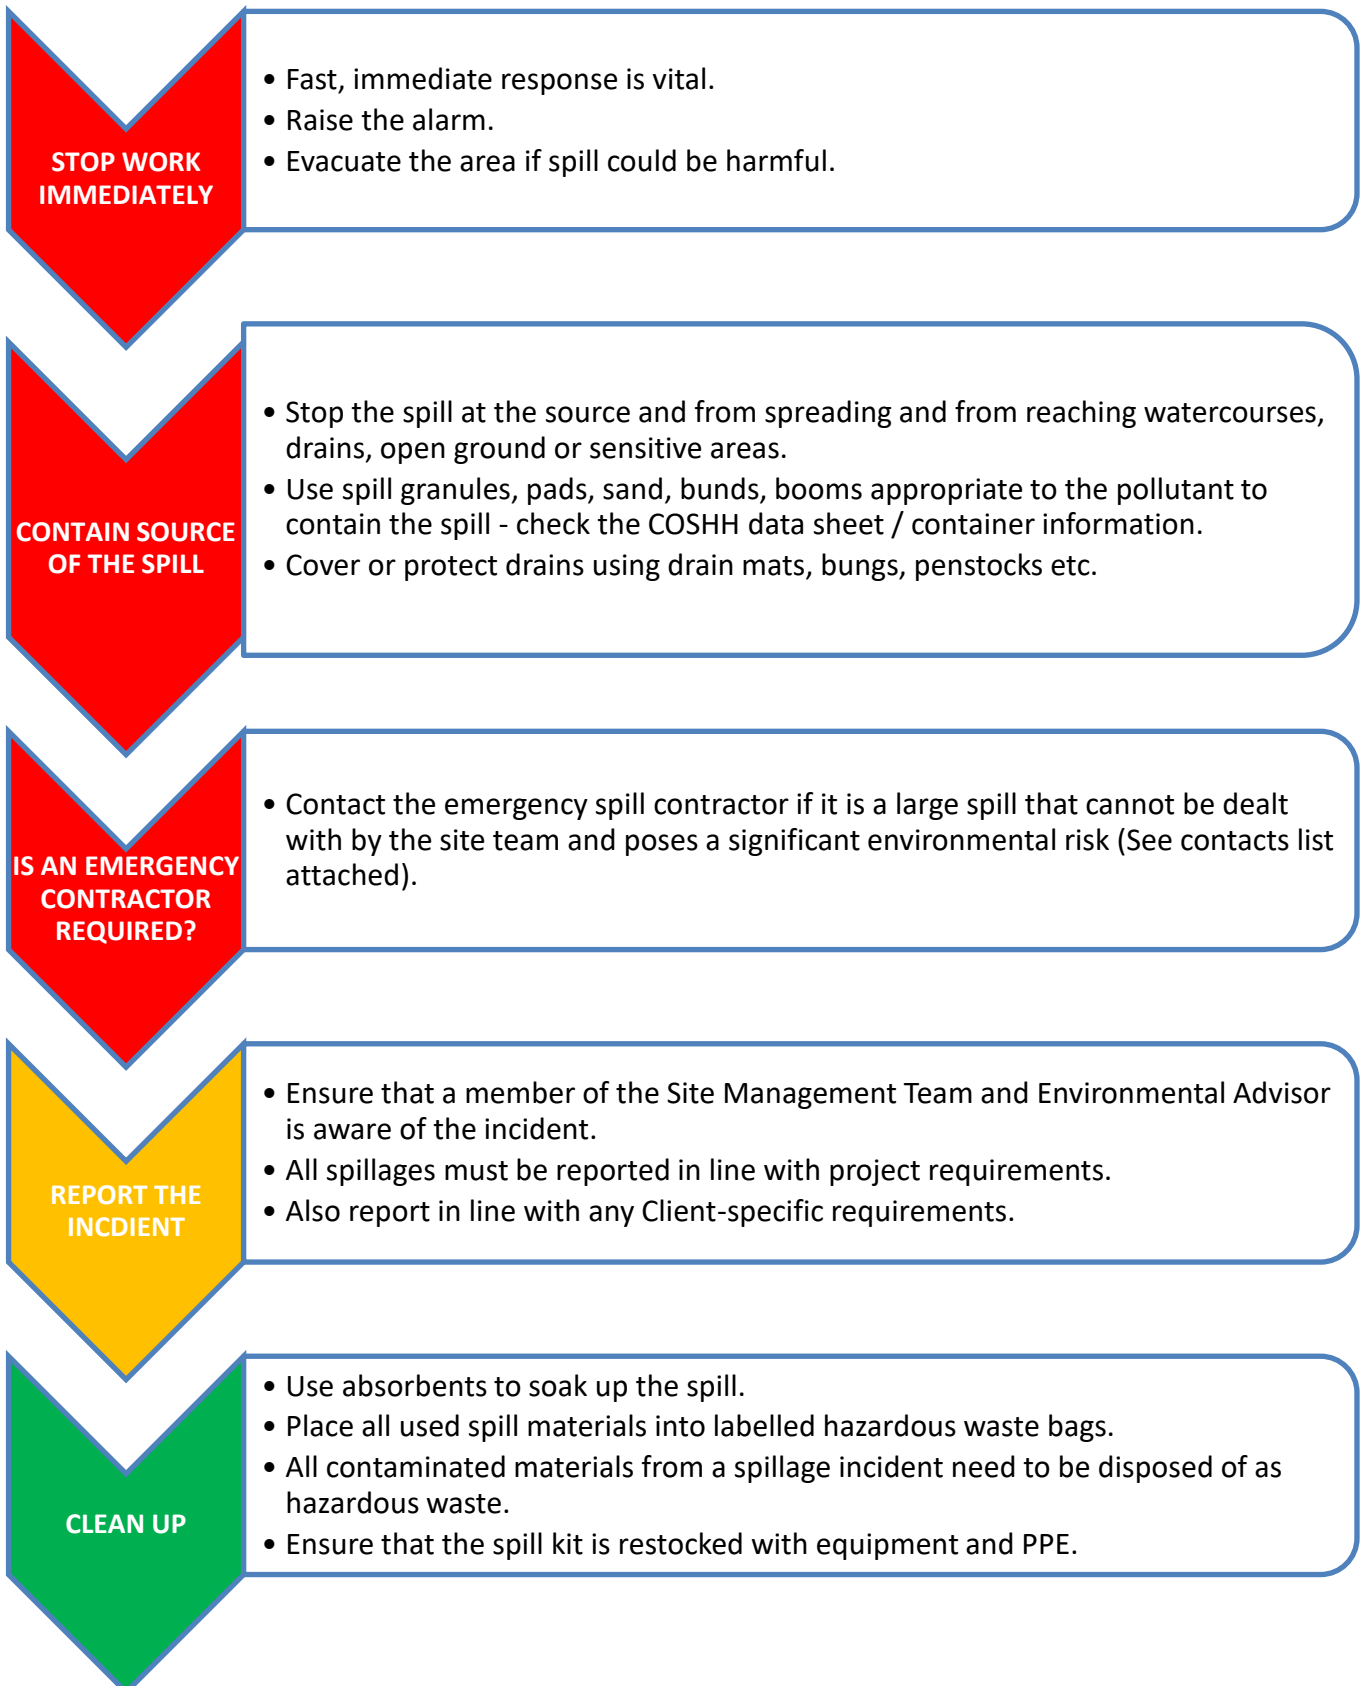 STOP WORK
IMMEDIATELY
• Fast, immediate response is vital.
• Raise the alarm.
• Evacuate the area if spill could be harmful.
CONTAIN SOURCE
OF THE SPILL
• Stop the spill at the source and from spreading and from reaching watercourses,
drains, open ground or sensitive areas.
• Use spill granules, pads, sand, bunds, booms appropriate to the pollutant to
contain the spill - check the COSHH data sheet / container information.
• Cover or protect drains using drain mats, bungs, penstocks etc.
IS AN EMERGENCY
CONTRACTOR
REQUIRED?
• Contact the emergency spill contractor if it is a large spill that cannot be dealt
with by the site team and poses a significant environmental risk (See contacts list
attached).
REPORT THE
INCDIENT
• Ensure that a member of the Site Management Team and Environmental Advisor
is aware of the incident.
• All spillages must be reported in line with project requirements.
• Also report in line with any Client-specific requirements.
CLEAN UP
• Use absorbents to soak up the spill.
• Place all used spill materials into labelled hazardous waste bags.
• All contaminated materials from a spillage incident need to be disposed of as
hazardous waste.
• Ensure that the spill kit is restocked with equipment and PPE.